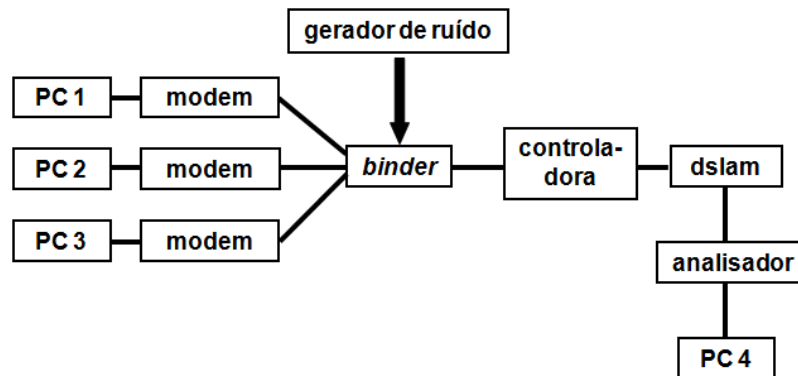 gerador de ruído
PC 1
modem
PC 2
modem
binder
controla-
dora
dslam
PC 3
modem
analisador
PC 4